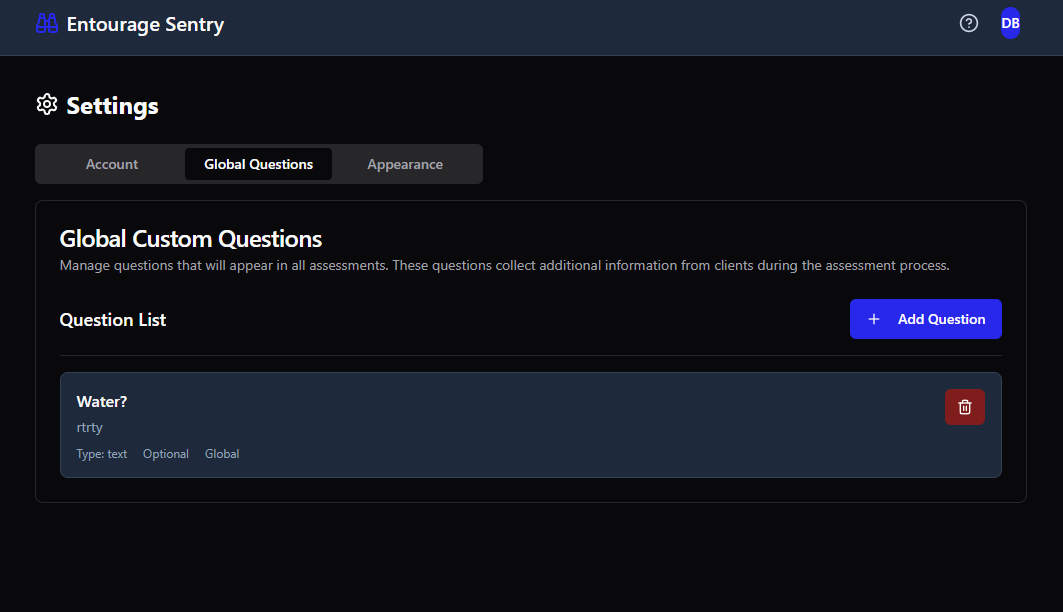 Entourage Sentry
DB
Settings
Account Global Questions Appearance
Global Custom Questions
Manage questions that will appear in all assessments. These questions collect additional information from clients during the assessment process.
Question List
+ Add Question
Water?
rtrty
Type: text Optional Global